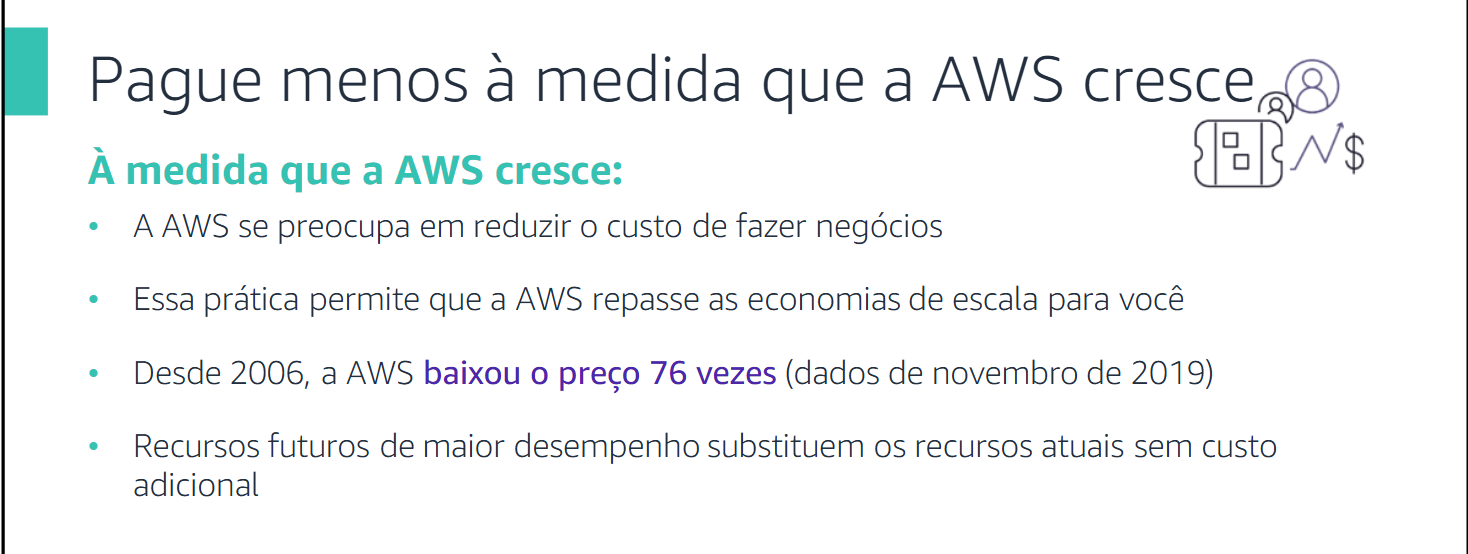 Pague menos à medida que a AWS cresce
À medida que a AWS cresce:
• A AWS se preocupa em reduzir o custo de fazer negócios
• Essa prática permite que a AWS repasse as economias de escala para você
• Desde 2006, a AWS baixou o preço 76 vezes (dados de novembro de 2019)
• Recursos futuros de maior desempenho substituem os recursos atuais sem custo
adicional
$